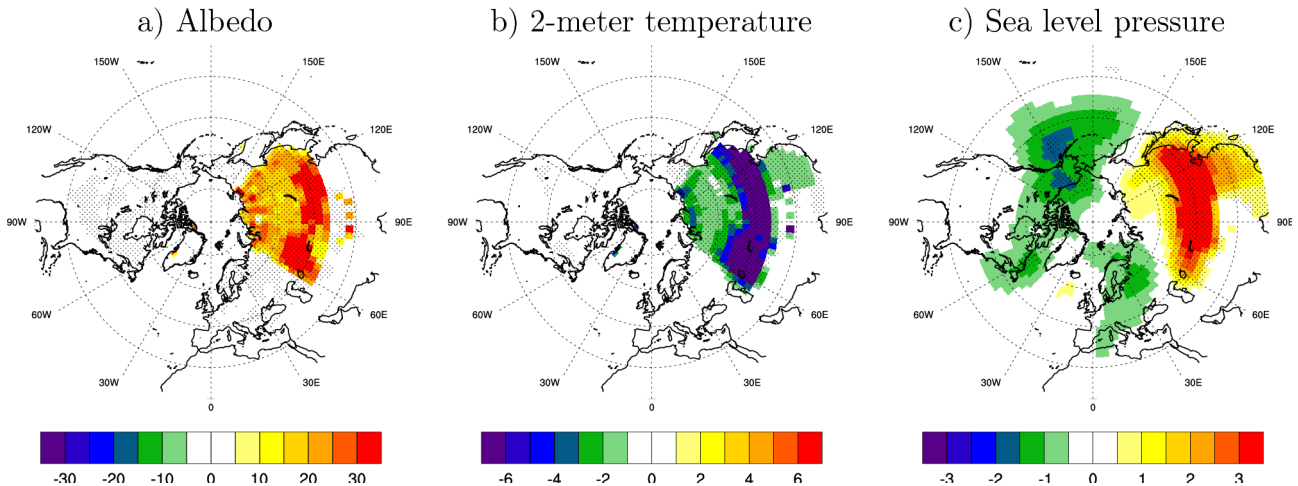 a) Albedo
b) 2-meter temperature
c) Sea level pressure
150W 150E
120W 120E
90W 90E
60W 60E
30W 30E
0
150W 150E
120W 120E
90W 90E
60W 60E
30W 30E
0
150W 150E
120W 120E
90W 90E
60W 60E
30W 30E
0
-30 -20 -10 0 10 20 30
-6 -4 -2 0 2 4 6
-3 -2 -1 0 1 2 3